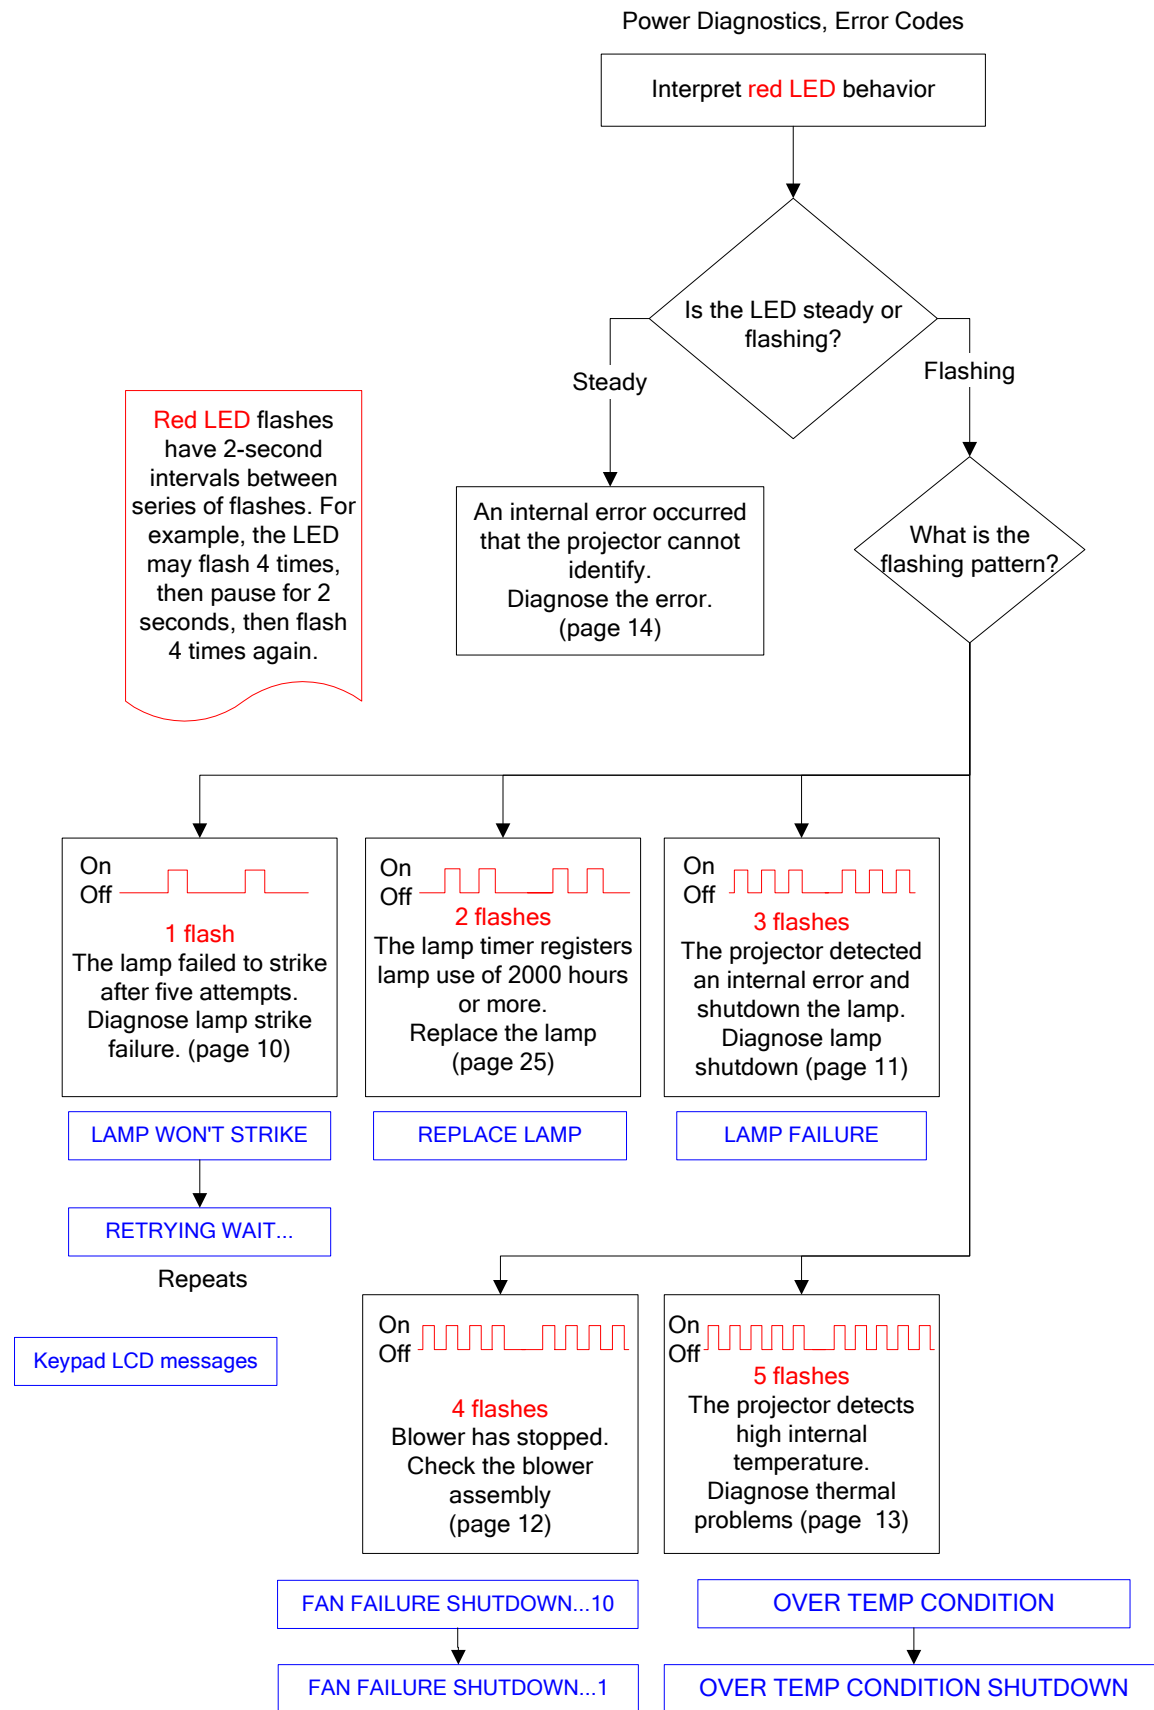 Power Diagnostics, Error Codes
Interpret red LED behavior
Is the LED steady or
flashing?
Steady
Flashing
Red LED flashes
have 2-second
intervals between
series of flashes. For
example, the LED
may flash 4 times,
then pause for 2
seconds, then flash
4 times again.
An internal error occurred
that the projector cannot
identify.
Diagnose the error.
(page 14)
What is the
flashing pattern?
On
Off
1 flash
The lamp failed to strike
after five attempts.
Diagnose lamp strike
failure. (page 10)
On
Off
2 flashes
The lamp timer registers
lamp use of 2000 hours
or more.
Replace the lamp
(page 25)
On
Off
3 flashes
The projector detected
an internal error and
shutdown the lamp.
Diagnose lamp
shutdown (page 11)
LAMP WON'T STRIKE
REPLACE LAMP
LAMP FAILURE
RETRYING WAIT...
Repeats
Keypad LCD messages
On
Off
4 flashes
Blower has stopped.
Check the blower
assembly
(page 12)
On
Off
5 flashes
The projector detects
high internal
temperature.
Diagnose thermal
problems (page  13)
FAN FAILURE SHUTDOWN...10
OVER TEMP CONDITION
FAN FAILURE SHUTDOWN...1
OVER TEMP CONDITION SHUTDOWN